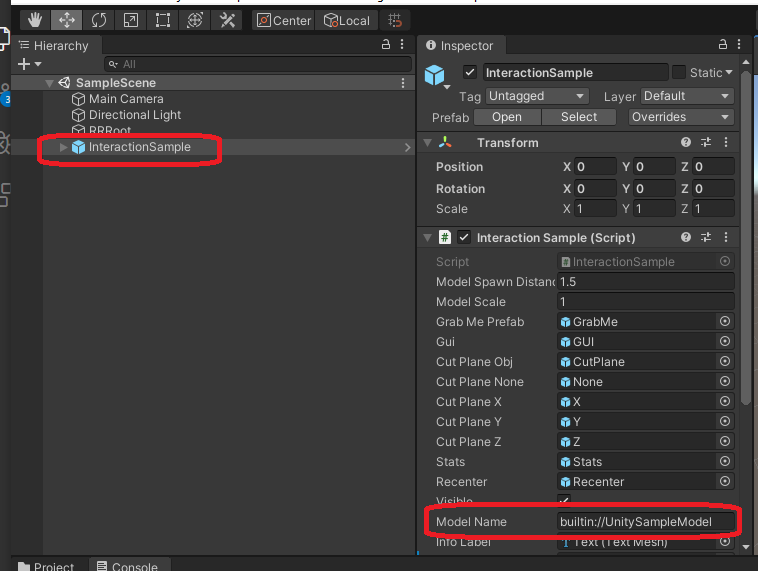 Center
Local
Hierarchy
All
SampleScene
Main Camera
Directional Light
RRRoot
InteractionSample
3
Inspector
InteractionSample
Static
Tag Untagged Layer Default
Prefab Open Select Overrides
Transform
Position X 0 Y 0 Z 0
Rotation X 0 Y 0 Z 0
Scale X 1 Y 1 Z 1
# Interaction Sample (Script)
Script # InteractionSample
Model Spawn Distanc 1.5
Model Scale 1
Grab Me Prefab GrabMe
Gui GUI
Cut Plane Obj CutPlane
Cut Plane None None
Cut Plane X X
Cut Plane Y Y
Cut Plane Z Z
Stats Stats
Recenter Recenter
Visible
Model Name builtin://UnitySampleModel
Info Label T Text (Text Mesh)
Project Console